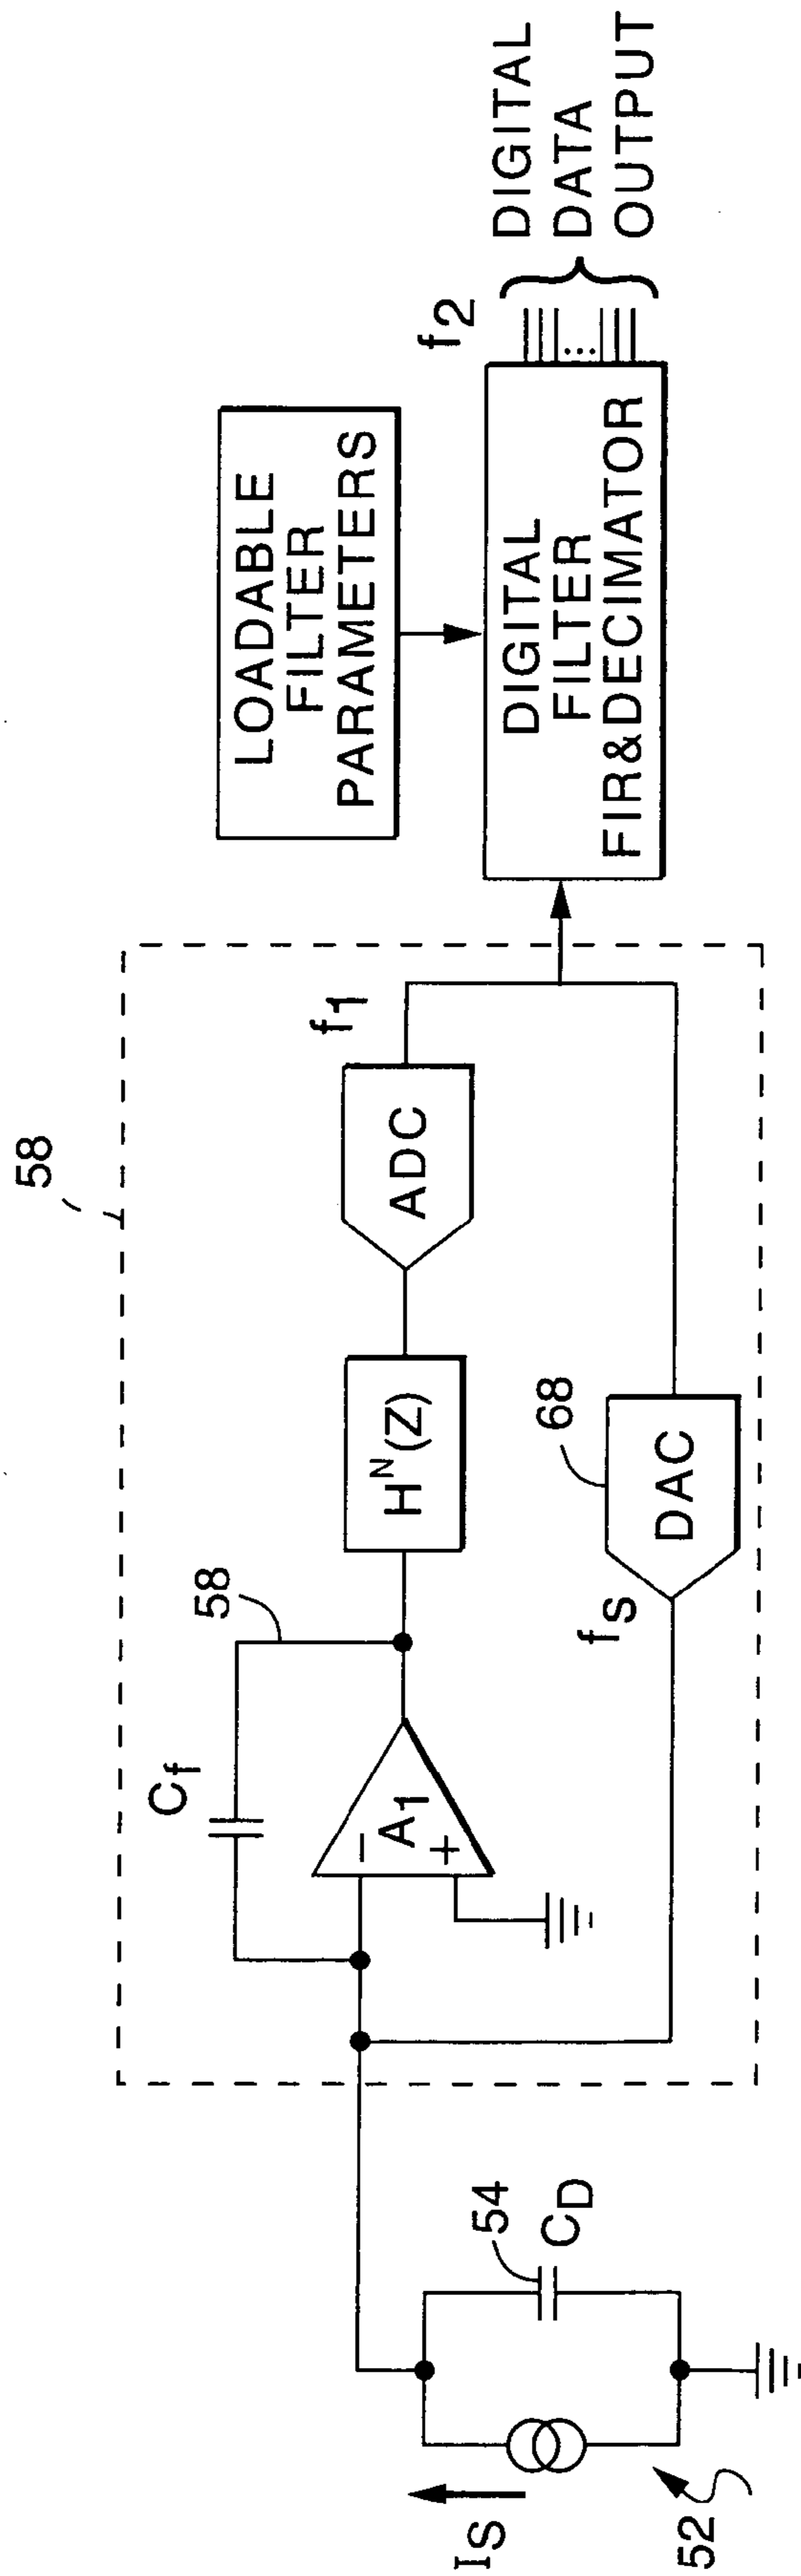 58
LOADABLE
FILTER
PARAMETERS
f2
DIGITAL
DATA
OUTPUT
DIGITAL
FILTER
FIR&DECIMATOR
f1
ADC
H^N(Z)
58
Cf
A1
−
+
68
DAC
fS
54
CD
IS
52